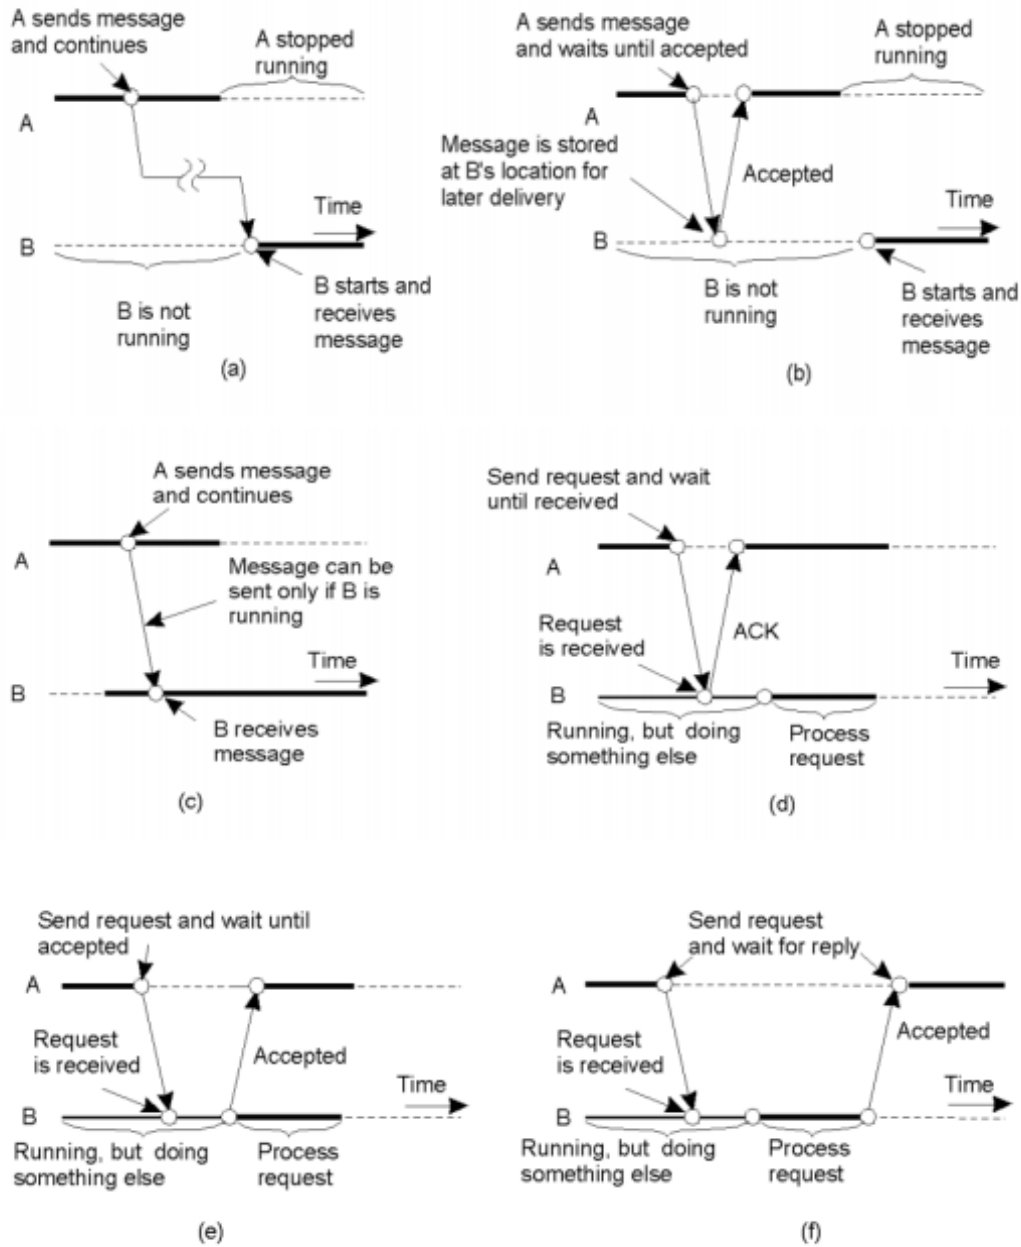 A sends message
and continues
A stopped
running
A
Time
B
B is not
running
B starts and
receives
message
(a)
A sends message
and waits until accepted
A stopped
running
A
Message is stored
at B's location for
later delivery
Accepted
Time
B
B is not
running
B starts and
receives
message
(b)
A sends message
and continues
A
Message can be
sent only if B is
running
Time
B
B receives
message
(c)
Send request and wait
until received
A
Request
is received
ACK
Time
B
Running, but doing
something else
Process
request
(d)
Send request and wait until
accepted
A
Request
is received
Accepted
Time
B
Running, but doing
something else
Process
request
(e)
Send request
and wait for reply
A
Request
is received
Accepted
Time
B
Running, but doing
something else
Process
request
(f)